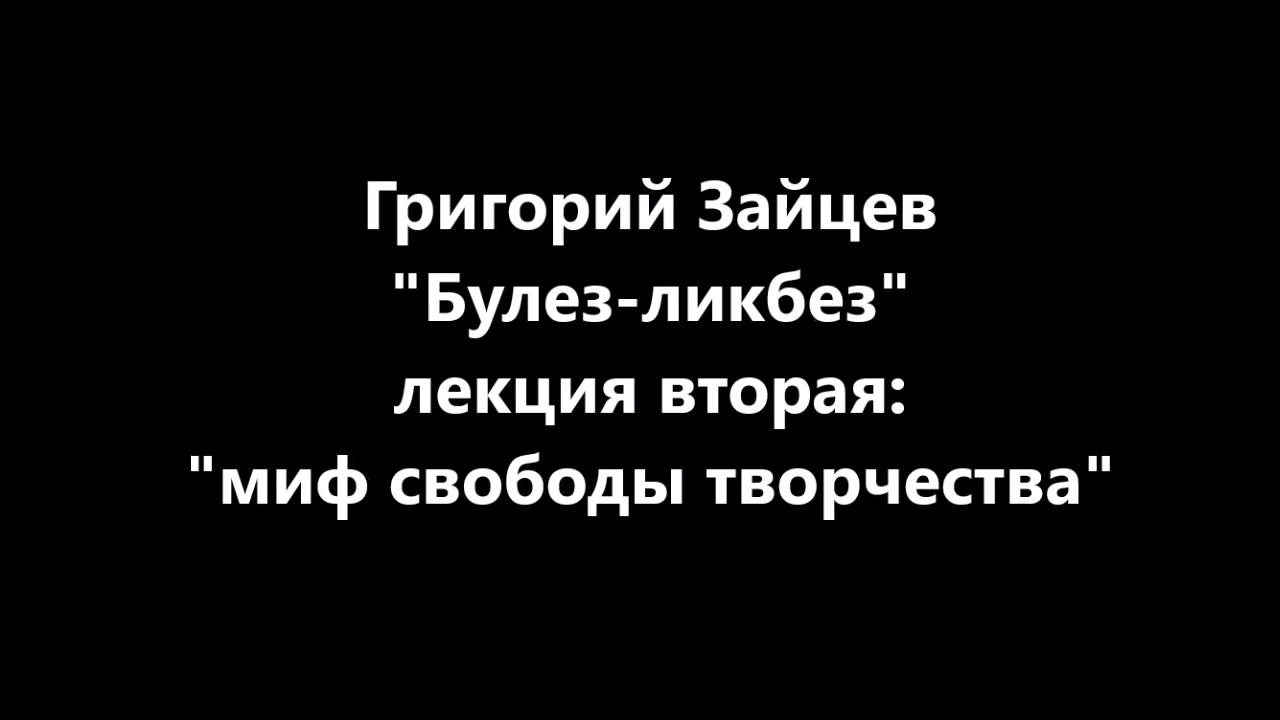 Григорий Зайцев
"Булез-ликбез"
лекция вторая:
"миф свободы творчества"